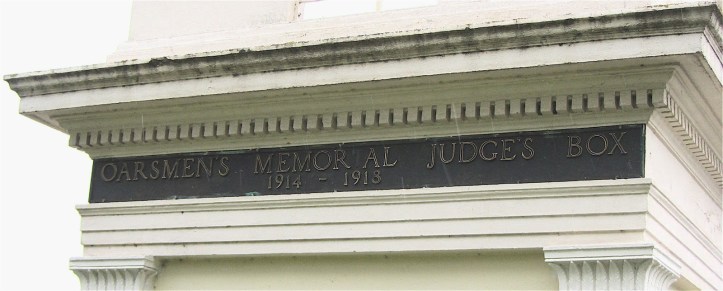 OARSMEN'S MEMOR AL JUDGE'S BOX
1914 - 1918